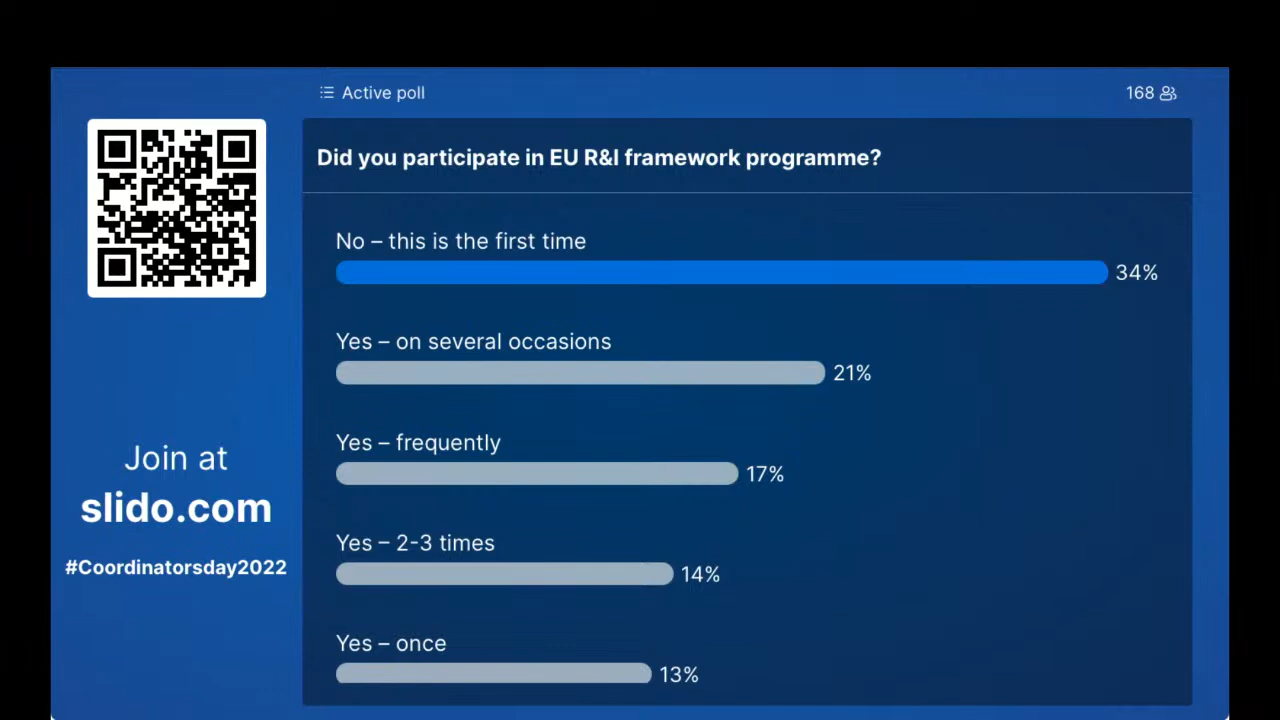 Active poll
168
Did you participate in EU R&I framework programme?
No – this is the first time
34%
Yes – on several occasions
21%
Yes – frequently
17%
Yes – 2-3 times
14%
Yes – once
13%
Join at
slido.com
#Coordinatorsday2022